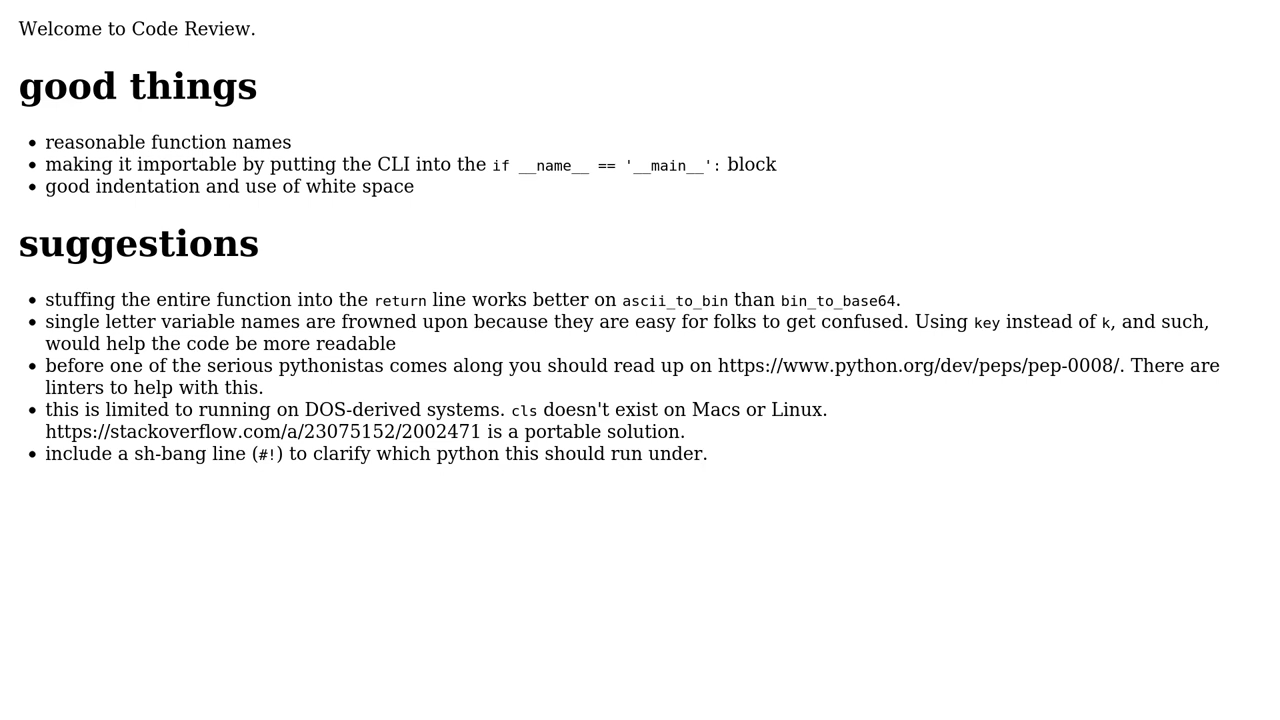 Welcome to Code Review.
good things
reasonable function names
making it importable by putting the CLI into the if __name__ == '__main__': block
good indentation and use of white space
suggestions
stuffing the entire function into the return line works better on ascii_to_bin than bin_to_base64.
single letter variable names are frowned upon because they are easy for folks to get confused. Using key instead of k, and such,
would help the code be more readable
before one of the serious pythonistas comes along you should read up on https://www.python.org/dev/peps/pep-0008/. There are
linters to help with this.
this is limited to running on DOS-derived systems. cls doesn't exist on Macs or Linux.
https://stackoverflow.com/a/23075152/2002471 is a portable solution.
include a sh-bang line (#!) to clarify which python this should run under.